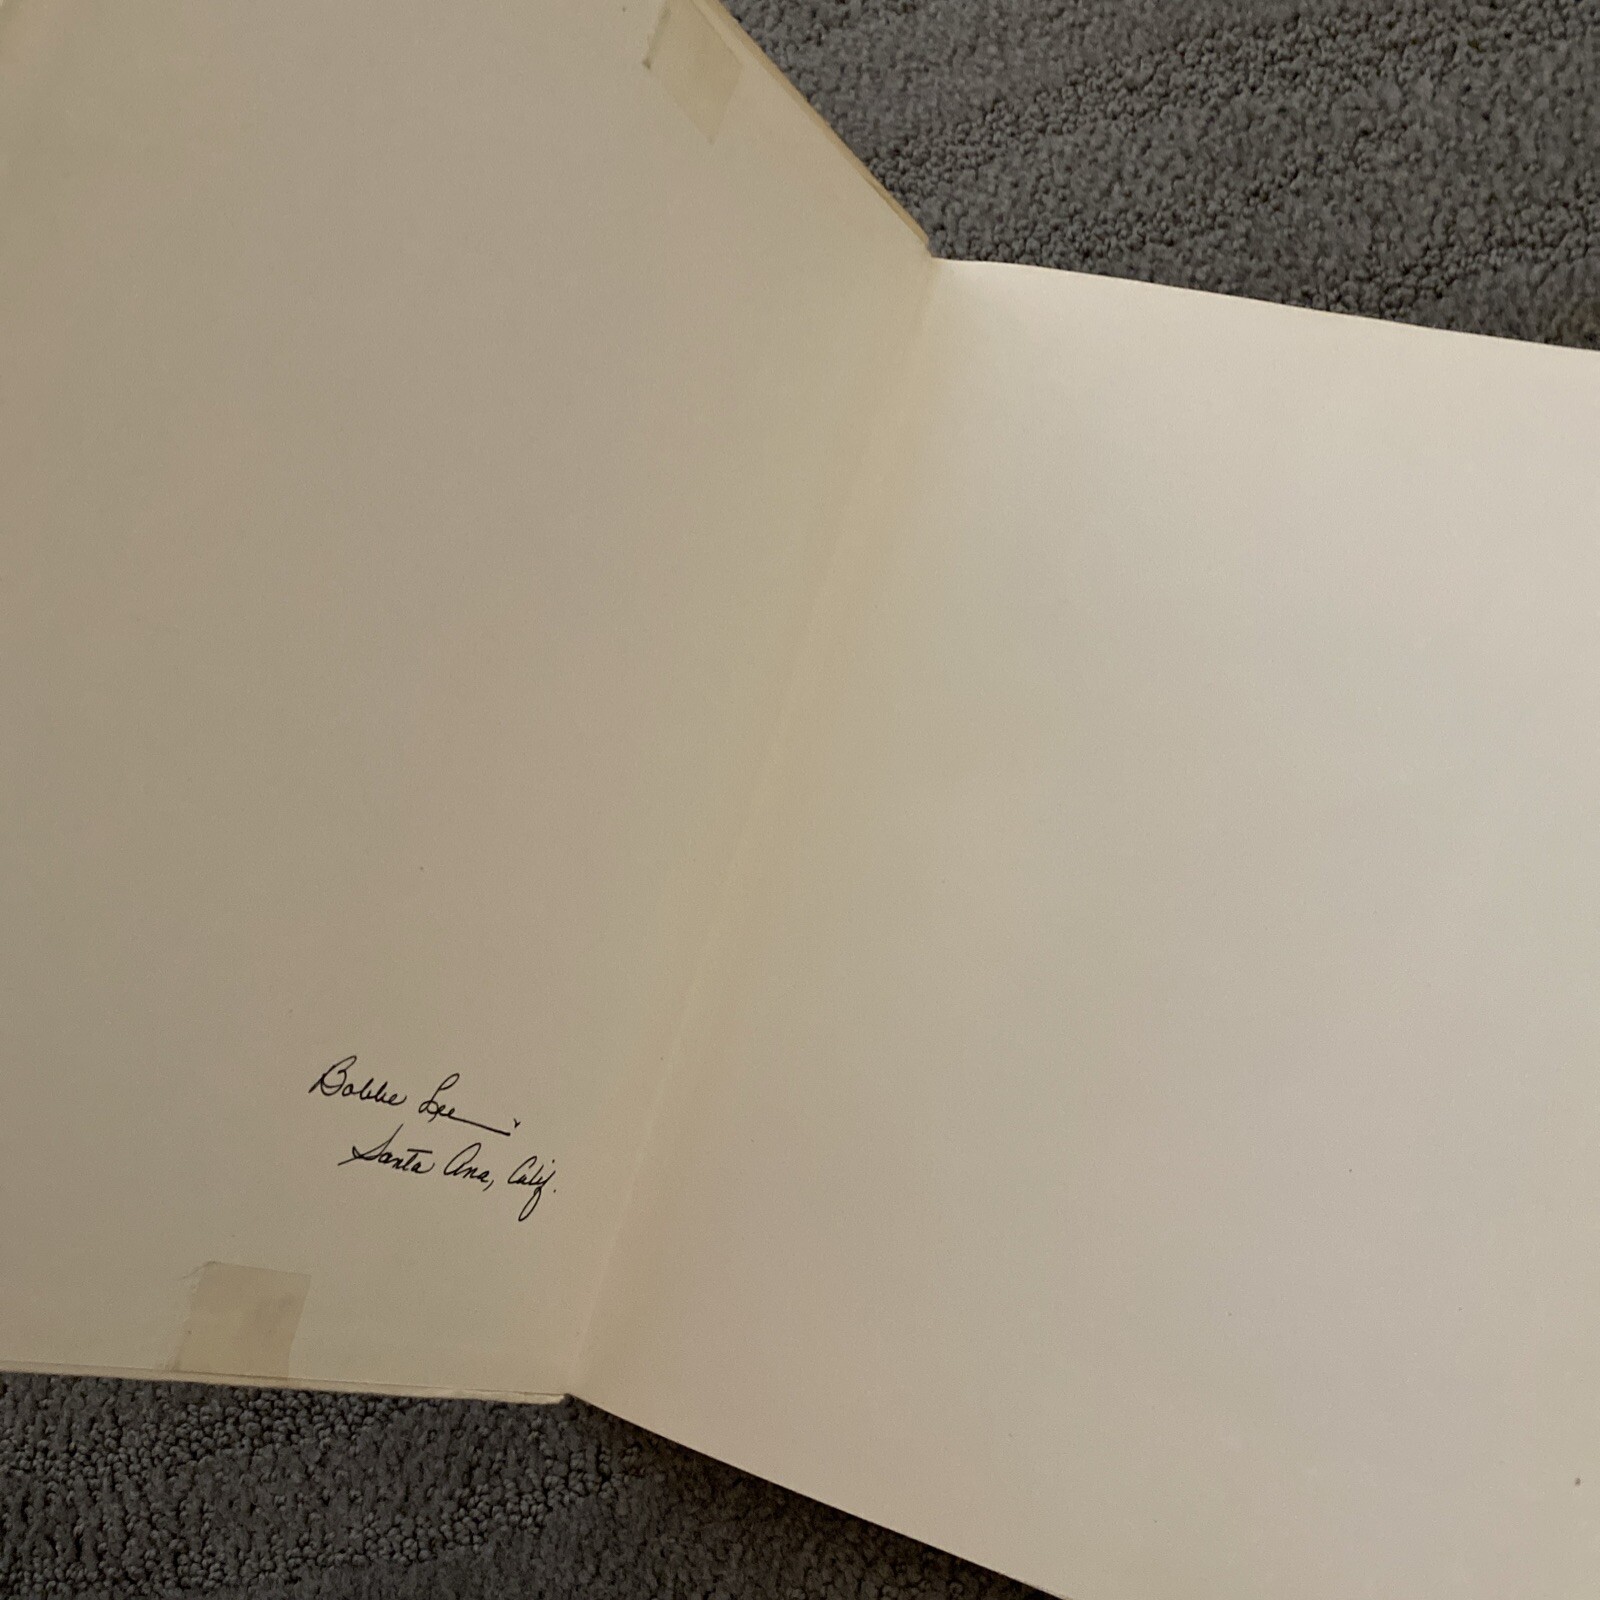 Bobbe Lee
Santa Ana, Calif.